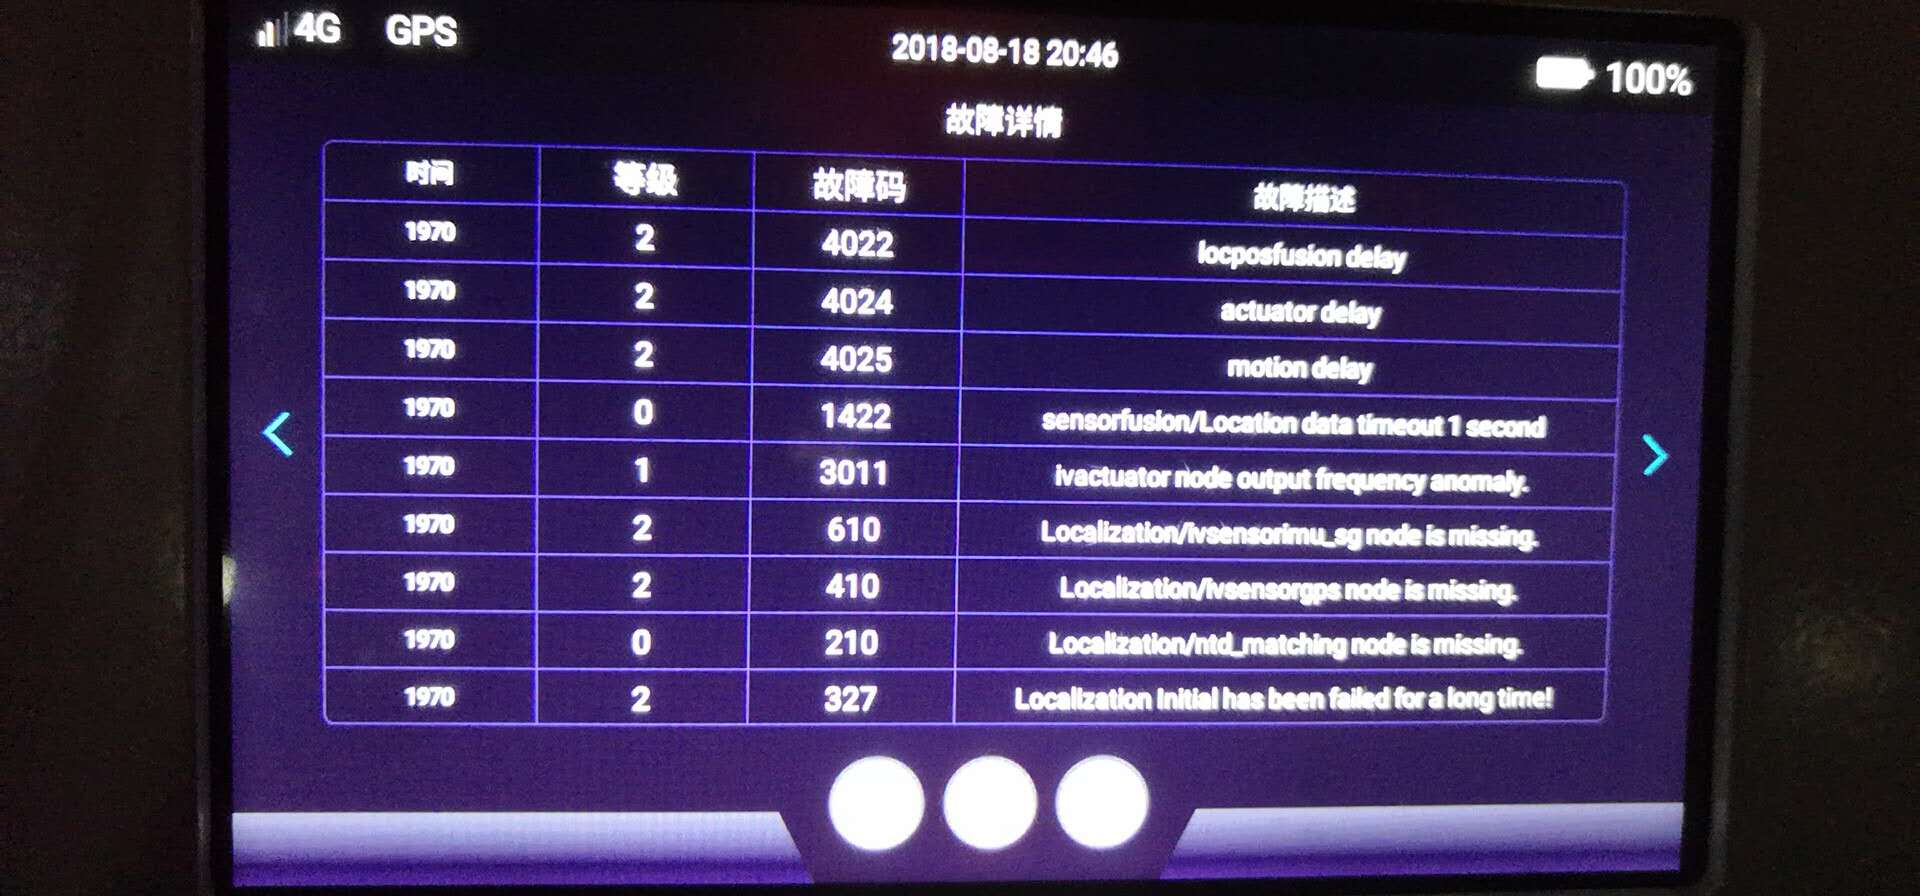 4G GPS 2018-08-18 20:46 100%
故障详情
时间 等级 故障码 故障描述
1970 2 4022 locposfusion delay
1970 2 4024 actuator delay
1970 2 4025 motion delay
1970 0 1422 sensorfusion/Location data timeout 1 second
1970 1 3011 ivactuator node output frequency anomaly.
1970 2 610 Localization/ivsensorimu_sg node is missing.
1970 2 410 Localization/ivsensorgps node is missing.
1970 0 210 Localization/ntd_matching node is missing.
1970 2 327 Localization Initial has been failed for a long time!